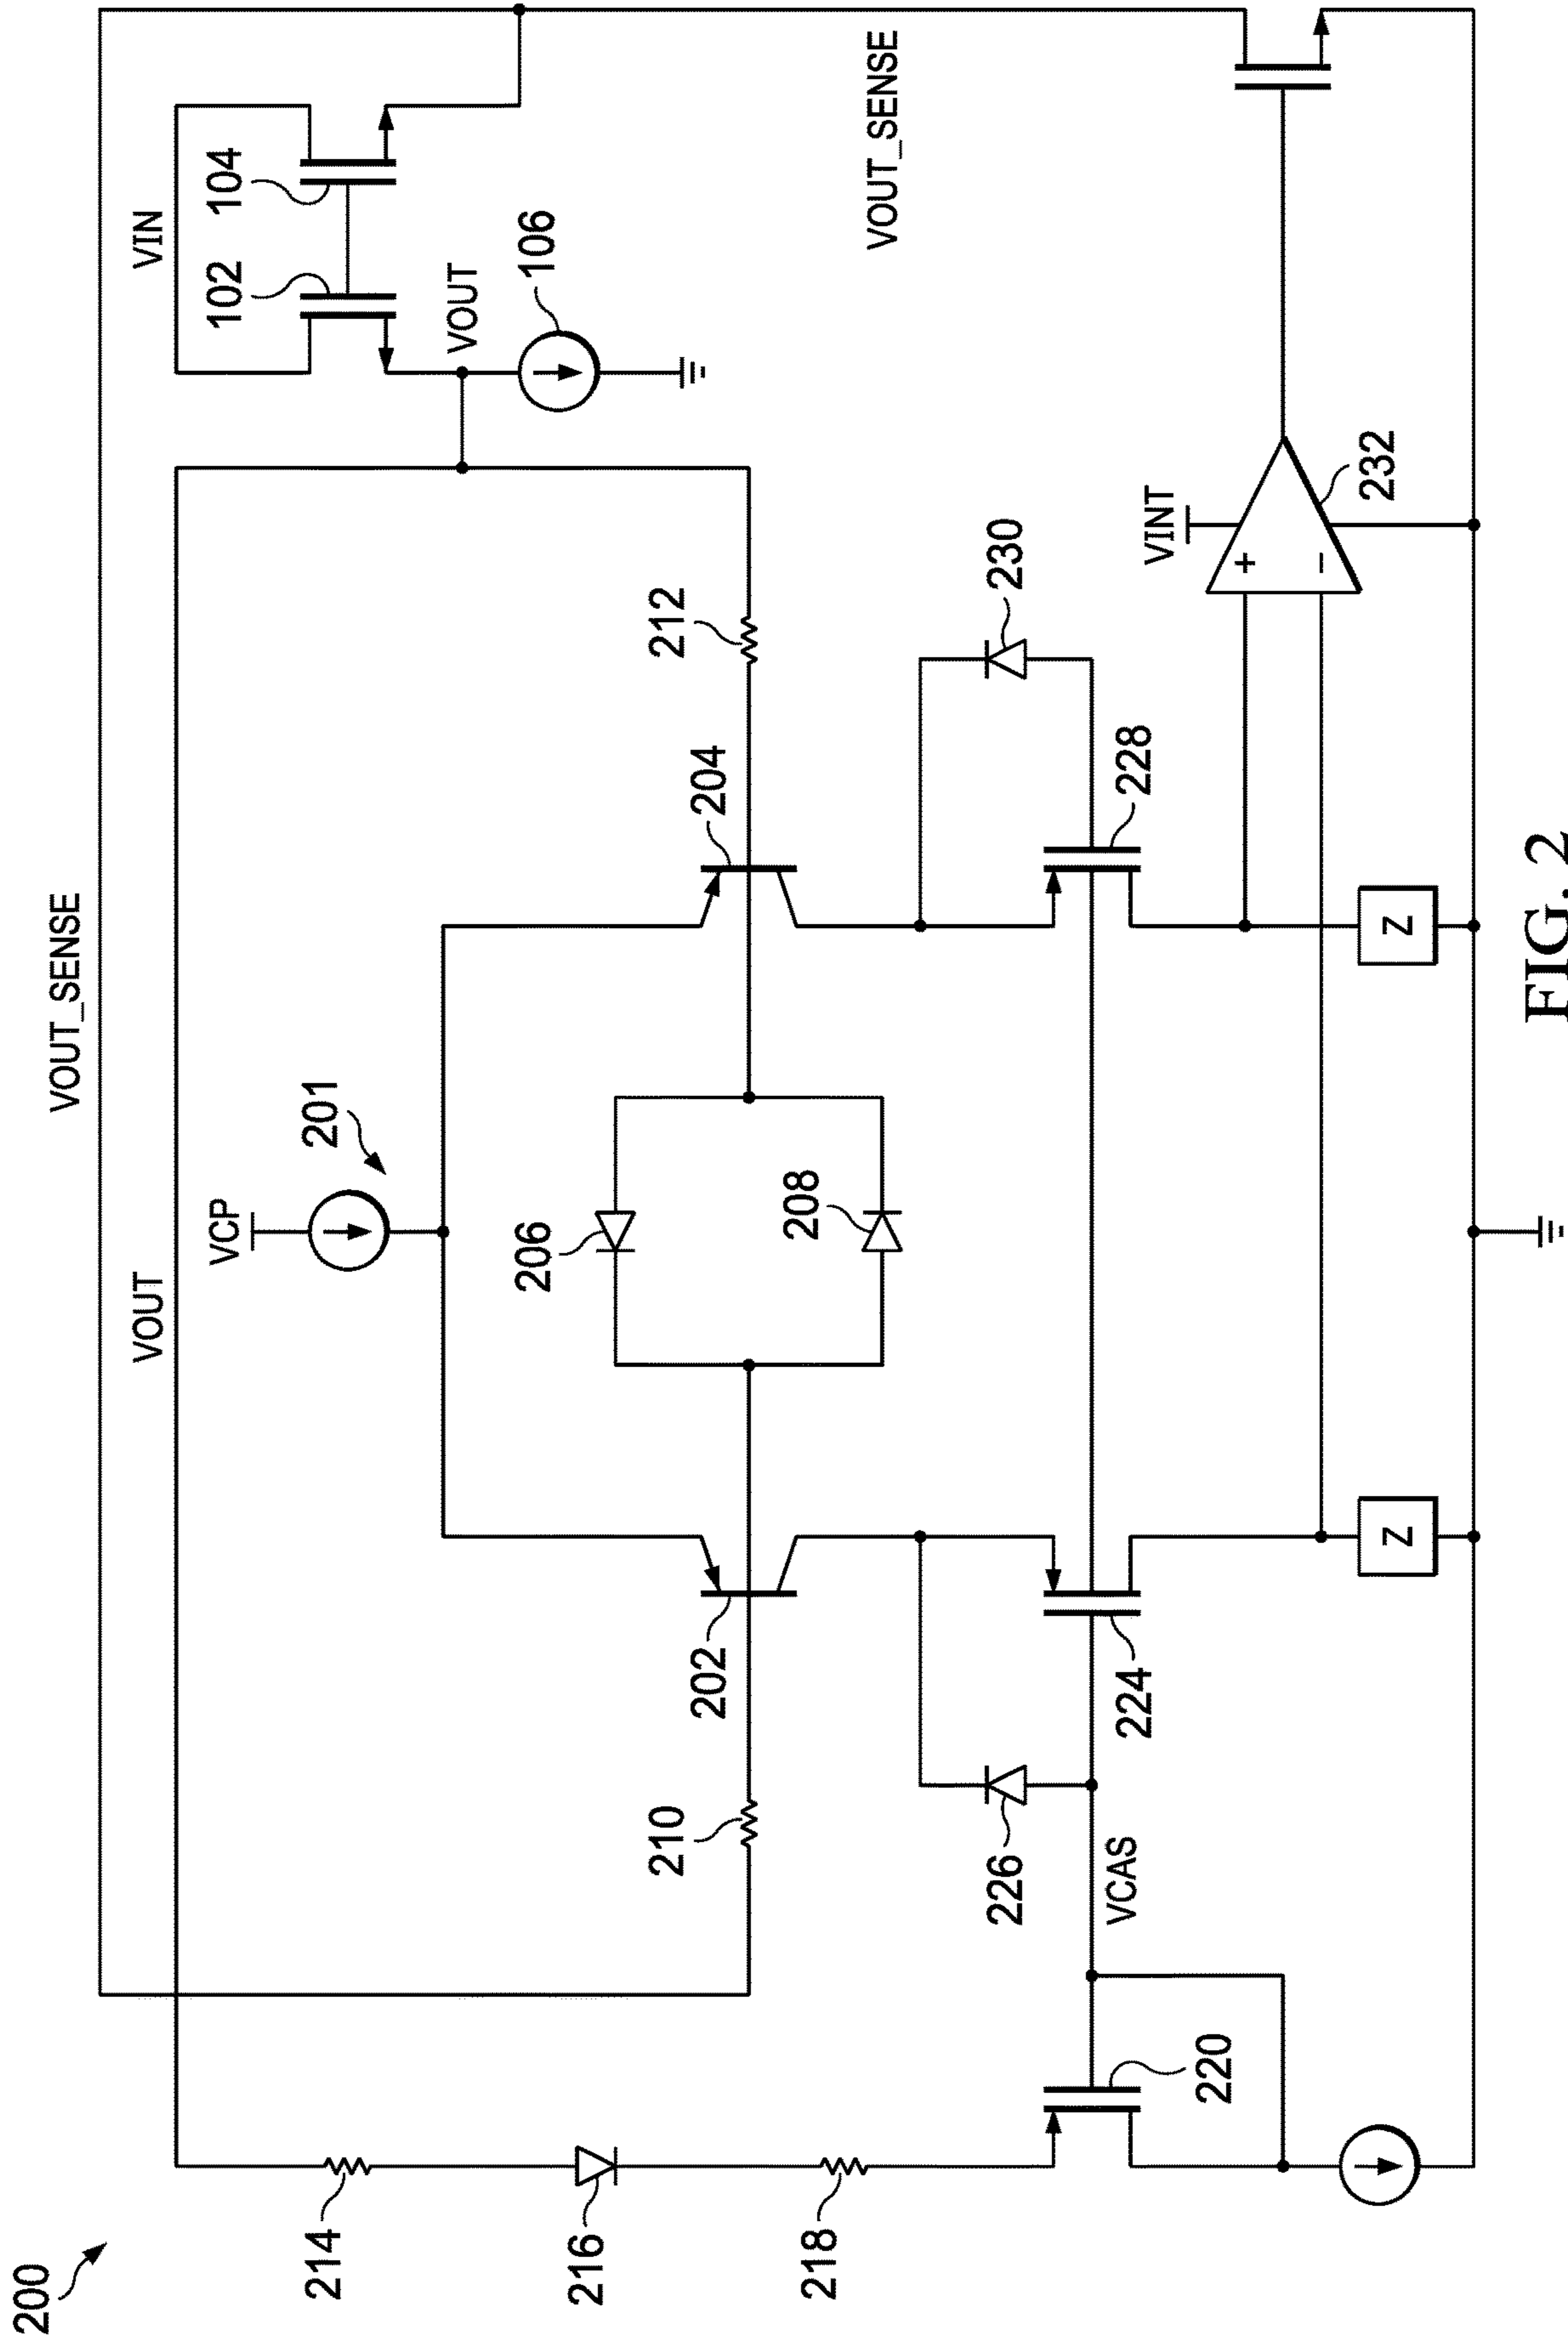 200
VOUT_SENSE
VOUT
VIN
102
104
VOUT
106
VCP
201
214
216
218
210
202
206
208
204
212
VOUT_SENSE
226
VCAS
220
224
228
230
VINT
+
−
232
Z
Z
FIG. 2